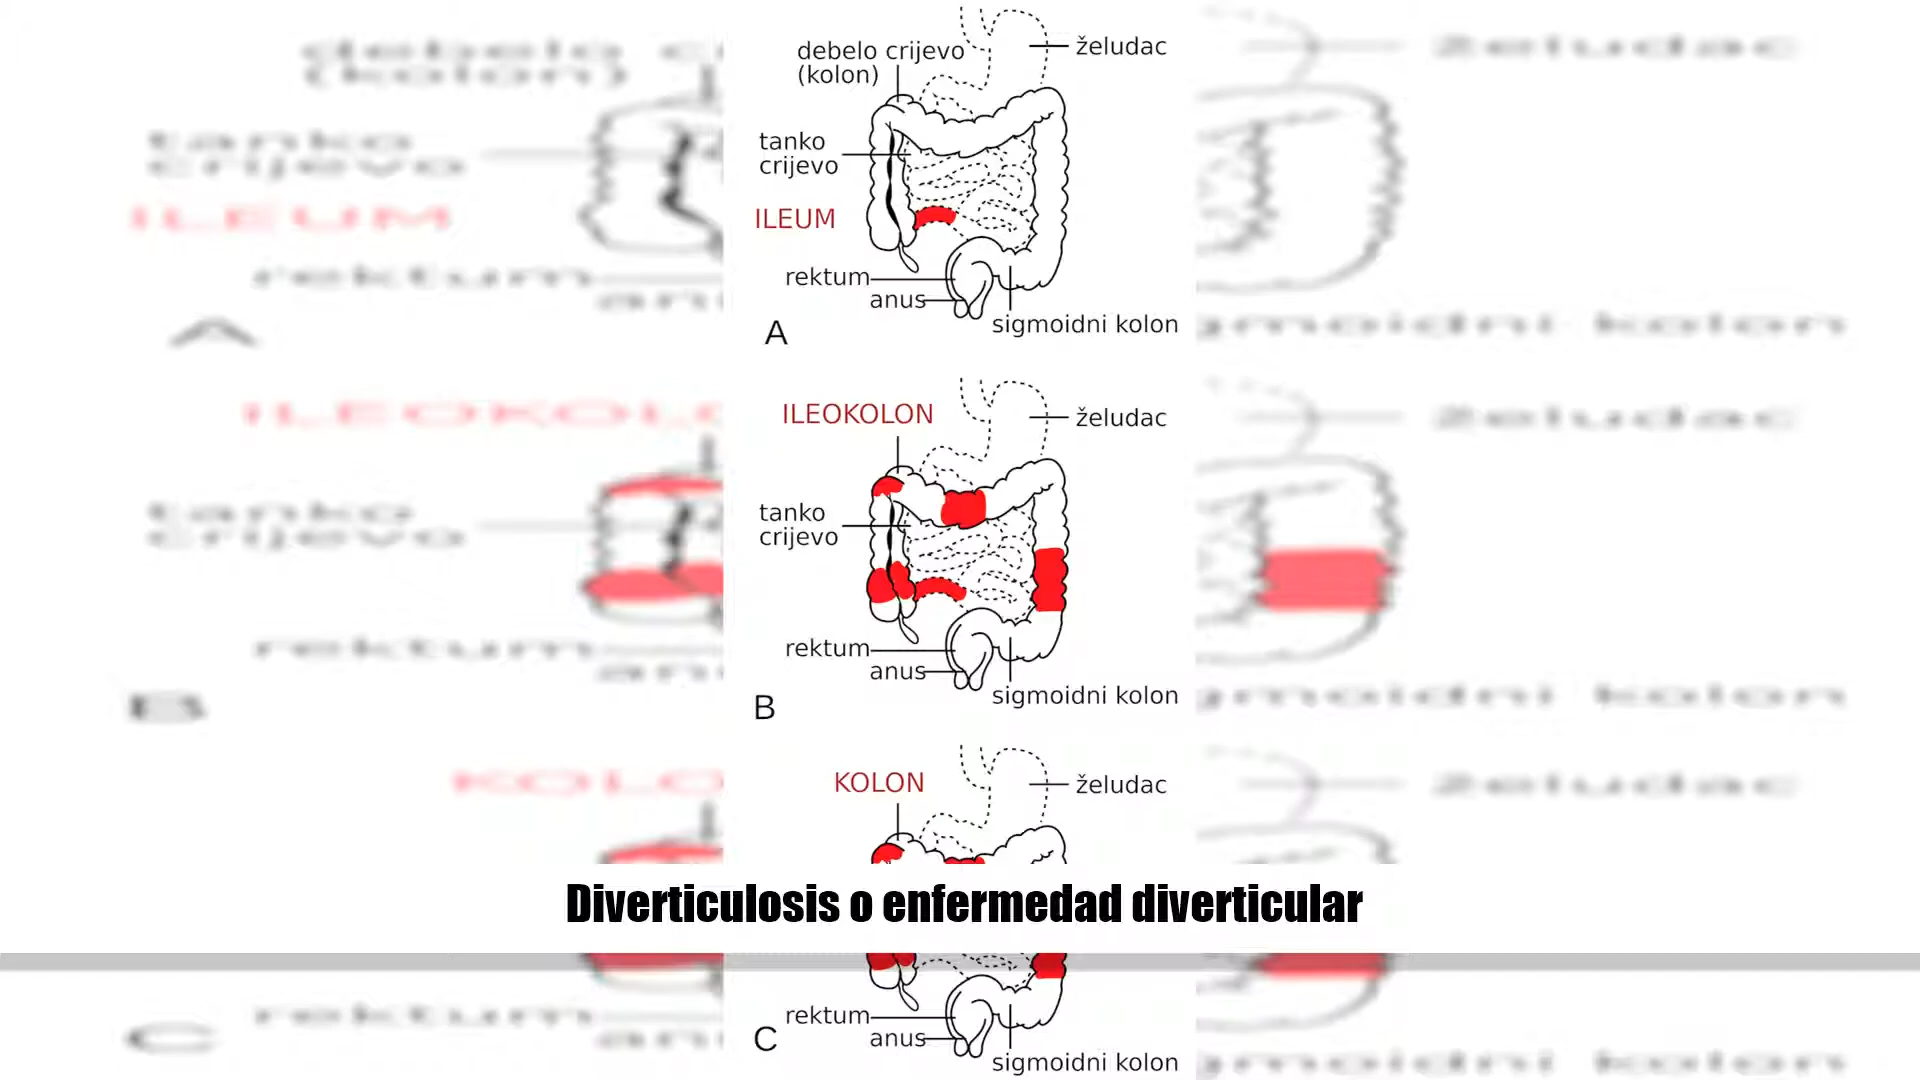 debelo crijevo
(kolon)
želudac
tanko
crijevo
ILEUM
rektum
anus
sigmoidni kolon
A
ILEOKOLON
želudac
tanko
crijevo
rektum
anus
sigmoidni kolon
B
KOLON
želudac
Diverticulosis o enfermedad diverticular
rektum
anus
sigmoidni kolon
C